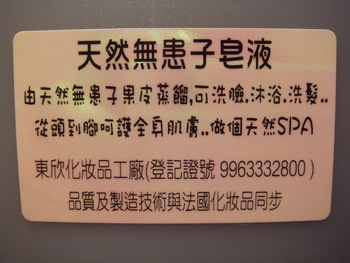 天然無患子皂液
由天然無患子果皮蒸餾,可洗臉.沐浴.洗髮..
從頭到腳呵護全身肌膚..做個天然SPA
東欣化妝品工廠(登記證號 9963332800)
品質及製造技術與法國化妝品同步